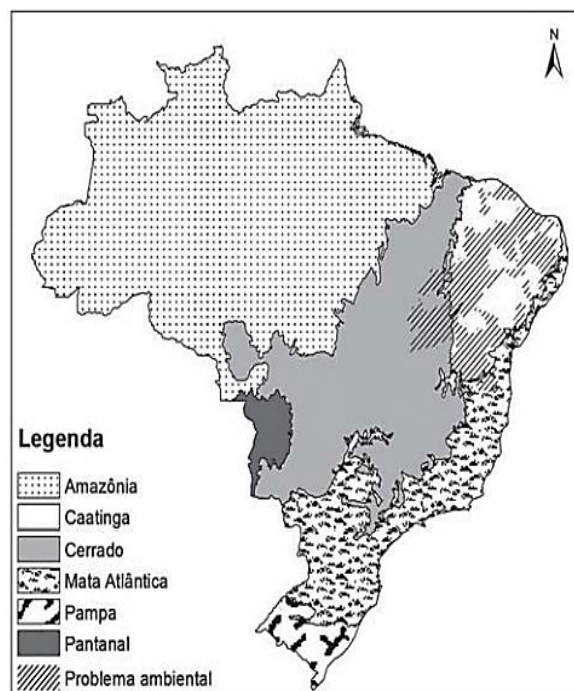 N
Legenda
Amazônia
Caatinga
Cerrado
Mata Atlântica
Pampa
Pantanal
Problema ambiental